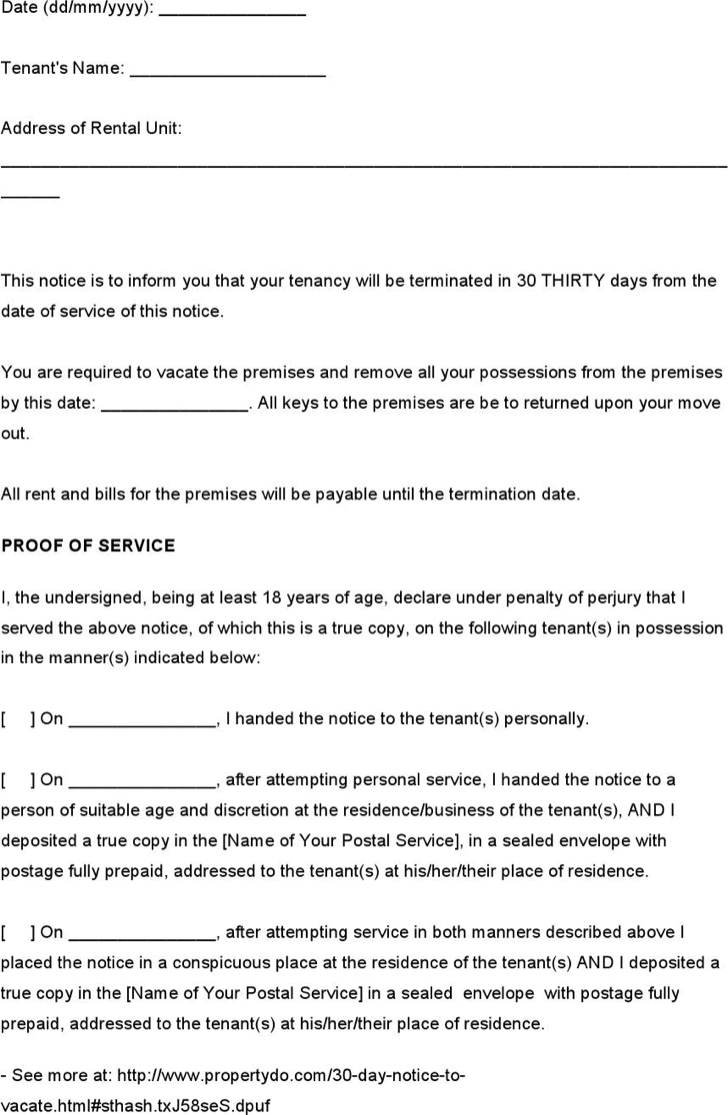 Date (dd/mm/yyyy): _______________
Tenant's Name: ____________________
Address of Rental Unit:
__________________________________________________________________________
______
This notice is to inform you that your tenancy will be terminated in 30 THIRTY days from the
date of service of this notice.
You are required to vacate the premises and remove all your possessions from the premises
by this date: _______________. All keys to the premises are be to returned upon your move
out.
All rent and bills for the premises will be payable until the termination date.
PROOF OF SERVICE
I, the undersigned, being at least 18 years of age, declare under penalty of perjury that I
served the above notice, of which this is a true copy, on the following tenant(s) in possession
in the manner(s) indicated below:
[ ] On _______________, I handed the notice to the tenant(s) personally.
[ ] On _______________, after attempting personal service, I handed the notice to a
person of suitable age and discretion at the residence/business of the tenant(s), AND I
deposited a true copy in the [Name of Your Postal Service], in a sealed envelope with
postage fully prepaid, addressed to the tenant(s) at his/her/their place of residence.
[ ] On _______________, after attempting service in both manners described above I
placed the notice in a conspicuous place at the residence of the tenant(s) AND I deposited a
true copy in the [Name of Your Postal Service] in a sealed envelope with postage fully
prepaid, addressed to the tenant(s) at his/her/their place of residence.
- See more at: http://www.propertydo.com/30-day-notice-to-
vacate.html#sthash.txJ58seS.dpuf